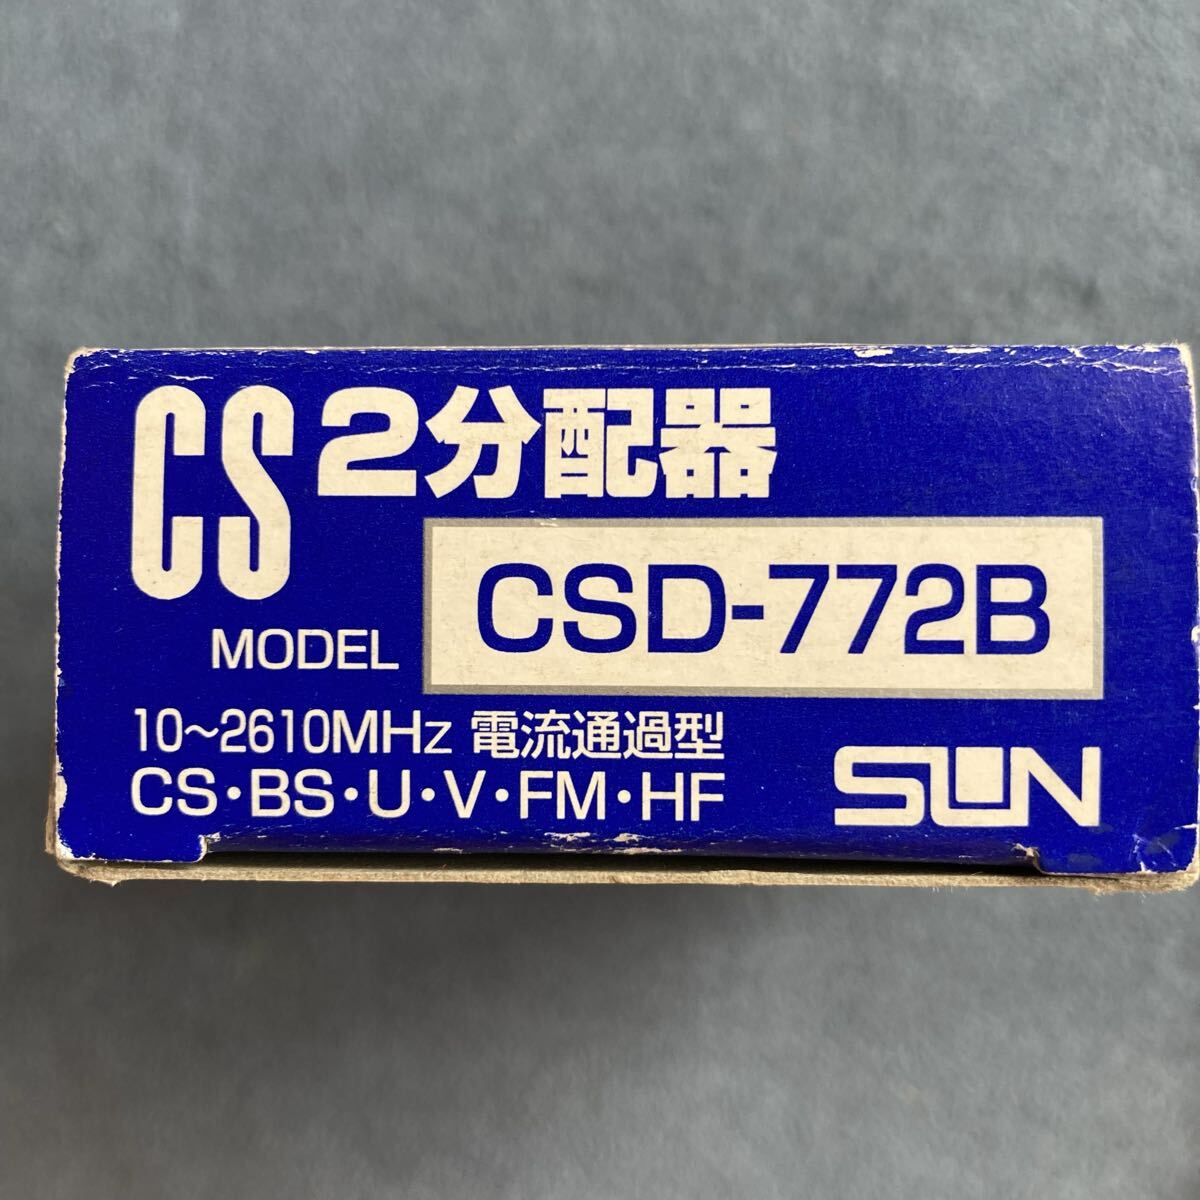 CS 2分配器
MODEL CSD-772B
10～2610MHz 電流通過型
CS・BS・U・V・FM・HF
SUN